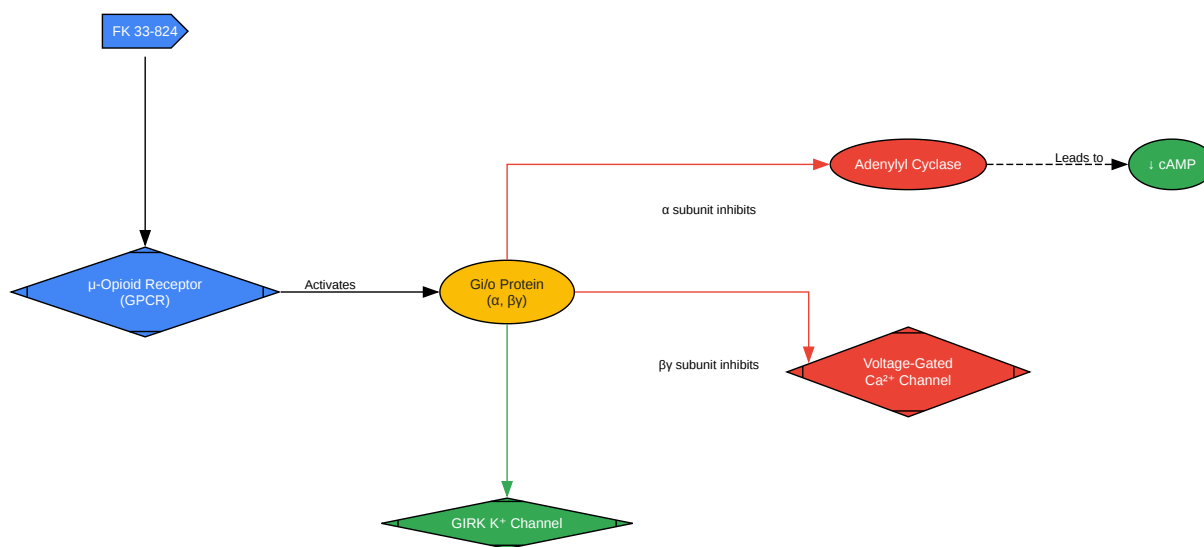 FK 33-824
Adenylyl Cyclase
Leads to
↓ cAMP
α subunit inhibits
μ-Opioid Receptor
(GPCR)
Activates
Gi/o Protein
(α, βγ)
βγ subunit inhibits
Voltage-Gated
Ca²⁺ Channel
GIRK K⁺ Channel